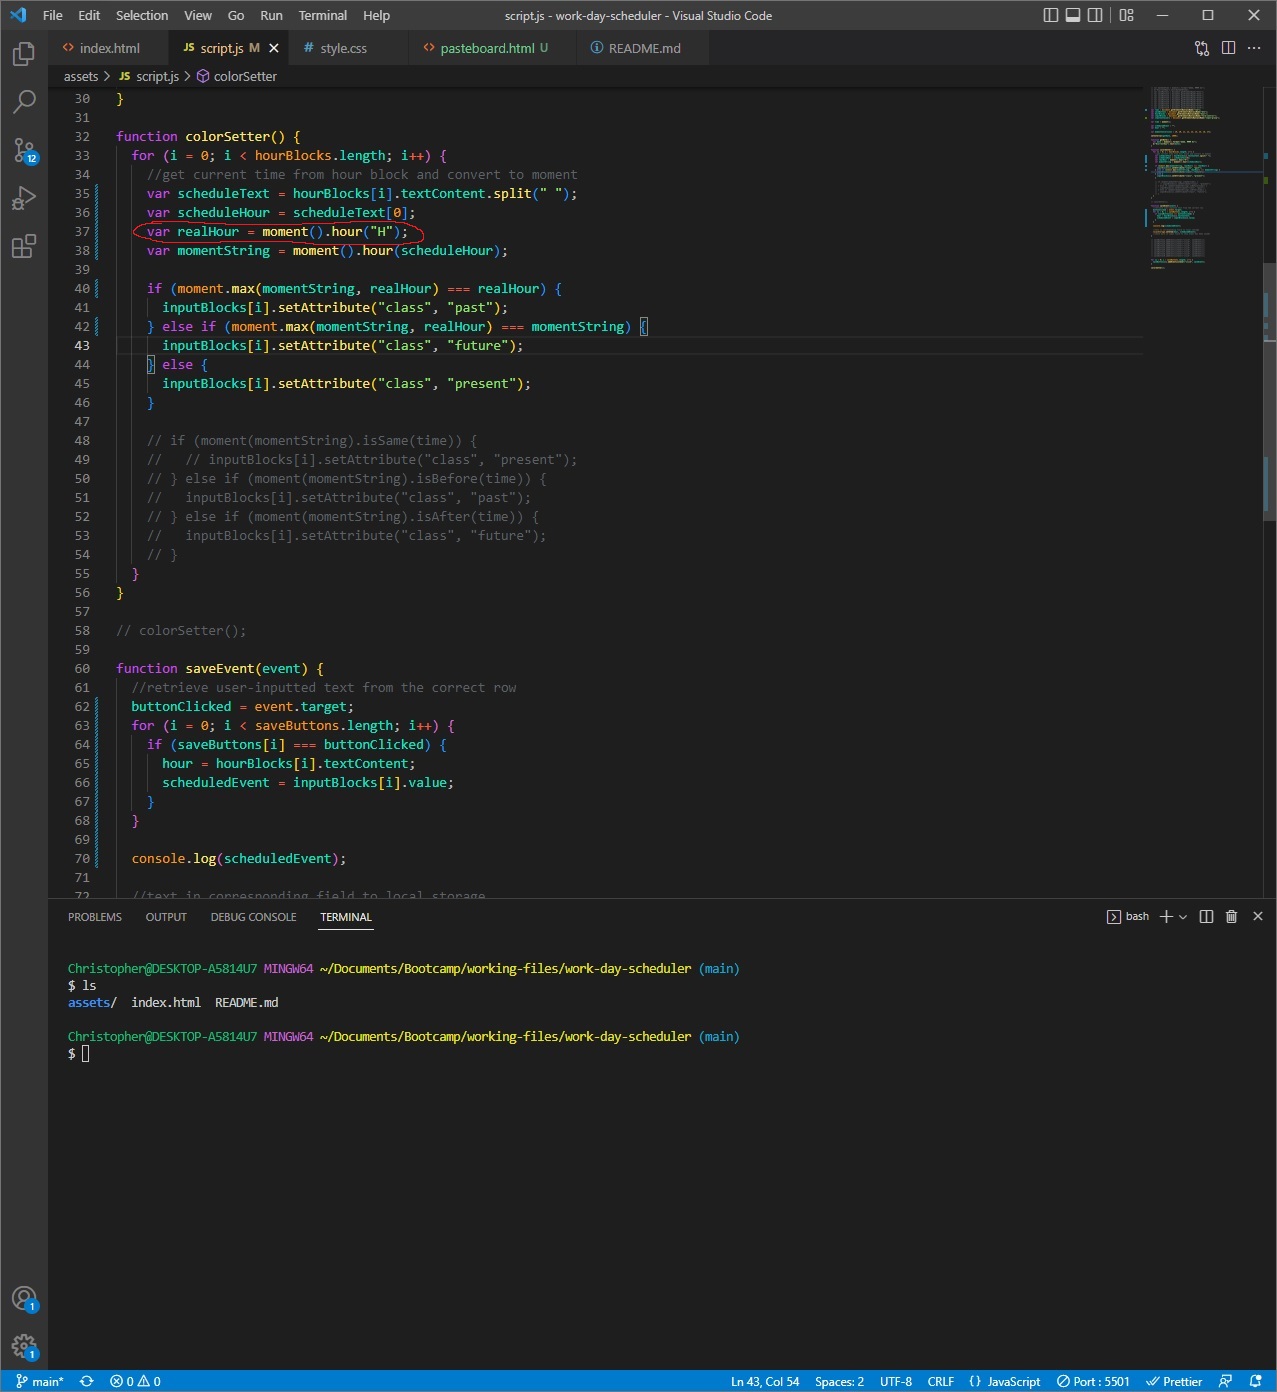 File Edit Selection View Go Run Terminal Help script.js - work-day-scheduler - Visual Studio Code
index.html JS script.js M # style.css pasteboard.html U README.md
assets > JS script.js > colorSetter
30 }
31
32 function colorSetter() {
33 for (i = 0; i < hourBlocks.length; i++) {
34 //get current time from hour block and convert to moment
35 var scheduleText = hourBlocks[i].textContent.split(" ");
36 var scheduleHour = scheduleText[0];
37 var realHour = moment().hour("H");
38 var momentString = moment().hour(scheduleHour);
39
40 if (moment.max(momentString, realHour) === realHour) {
41 inputBlocks[i].setAttribute("class", "past");
42 } else if (moment.max(momentString, realHour) === momentString) {
43 inputBlocks[i].setAttribute("class", "future");
44 } else {
45 inputBlocks[i].setAttribute("class", "present");
46 }
47
48 // if (moment(momentString).isSame(time)) {
49 // // inputBlocks[i].setAttribute("class", "present");
50 // } else if (moment(momentString).isBefore(time)) {
51 // inputBlocks[i].setAttribute("class", "past");
52 // } else if (moment(momentString).isAfter(time)) {
53 // inputBlocks[i].setAttribute("class", "future");
54 // }
55 }
56 }
57
58 // colorSetter();
59
60 function saveEvent(event) {
61 //retrieve user-inputted text from the correct row
62 buttonClicked = event.target;
63 for (i = 0; i < saveButtons.length; i++) {
64 if (saveButtons[i] === buttonClicked) {
65 hour = hourBlocks[i].textContent;
66 scheduledEvent = inputBlocks[i].value;
67 }
68 }
69
70 console.log(scheduledEvent);
71
72 //text in corresponding field to local storage
12
PROBLEMS OUTPUT DEBUG CONSOLE TERMINAL bash
Christopher@DESKTOP-A5814U7 MINGW64 ~/Documents/Bootcamp/working-files/work-day-scheduler (main)
$ ls
assets/ index.html README.md
Christopher@DESKTOP-A5814U7 MINGW64 ~/Documents/Bootcamp/working-files/work-day-scheduler (main)
$
1
1
main* 0 0 Ln 43, Col 54 Spaces: 2 UTF-8 CRLF {} JavaScript Port : 5501 Prettier